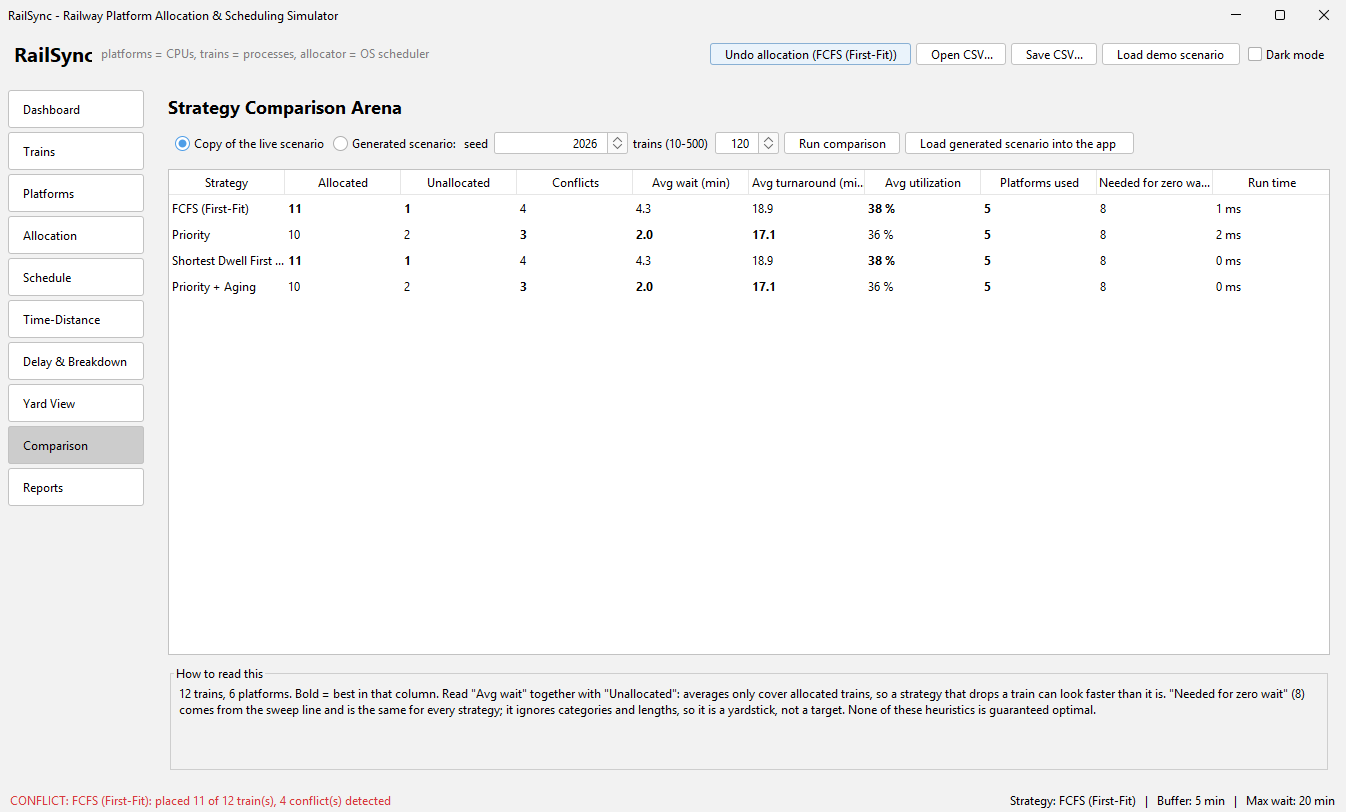 RailSync - Railway Platform Allocation & Scheduling Simulator
RailSync platforms = CPUs, trains = processes, allocator = OS scheduler
Undo allocation (FCFS (First-Fit)) Open CSV... Save CSV... Load demo scenario Dark mode
Dashboard
Trains
Platforms
Allocation
Schedule
Time-Distance
Delay & Breakdown
Yard View
Comparison
Reports
Strategy Comparison Arena
Copy of the live scenario Generated scenario: seed 2026 trains (10-500) 120 Run comparison Load generated scenario into the app
Strategy Allocated Unallocated Conflicts Avg wait (min) Avg turnaround (mi... Avg utilization Platforms used Needed for zero wa... Run time
FCFS (First-Fit) 11 1 4 4.3 18.9 38 % 5 8 1 ms
Priority 10 2 3 2.0 17.1 36 % 5 8 2 ms
Shortest Dwell First ... 11 1 4 4.3 18.9 38 % 5 8 0 ms
Priority + Aging 10 2 3 2.0 17.1 36 % 5 8 0 ms
How to read this
12 trains, 6 platforms. Bold = best in that column. Read "Avg wait" together with "Unallocated": averages only cover allocated trains, so a strategy that drops a train can look faster than it is. "Needed for zero wait" (8)
comes from the sweep line and is the same for every strategy; it ignores categories and lengths, so it is a yardstick, not a target. None of these heuristics is guaranteed optimal.
CONFLICT: FCFS (First-Fit): placed 11 of 12 train(s), 4 conflict(s) detected
Strategy: FCFS (First-Fit) | Buffer: 5 min | Max wait: 20 min